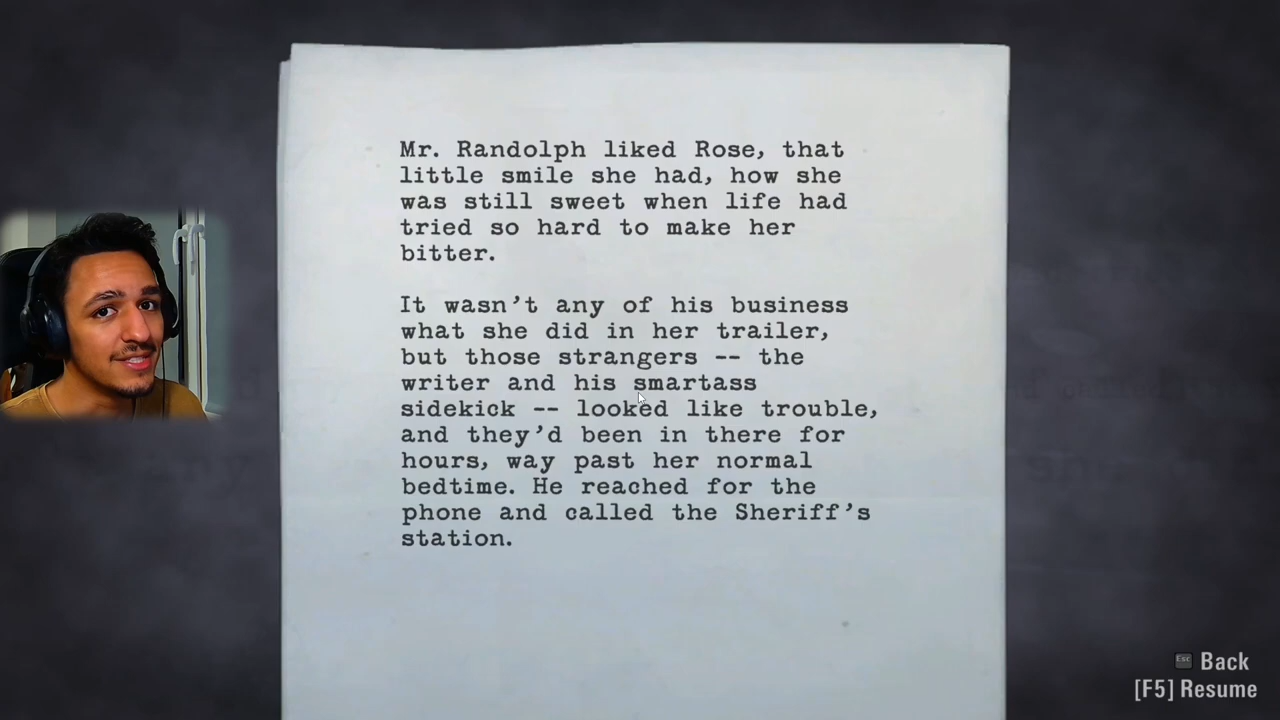 Mr. Randolph liked Rose, that
little smile she had, how she
was still sweet when life had
tried so hard to make her
bitter.
It wasn't any of his business
what she did in her trailer,
but those strangers -- the
writer and his smartass
sidekick -- looked like trouble,
and they'd been in there for
hours, way past her normal
bedtime. He reached for the
phone and called the Sheriff's
station.
Esc Back
[F5] Resume